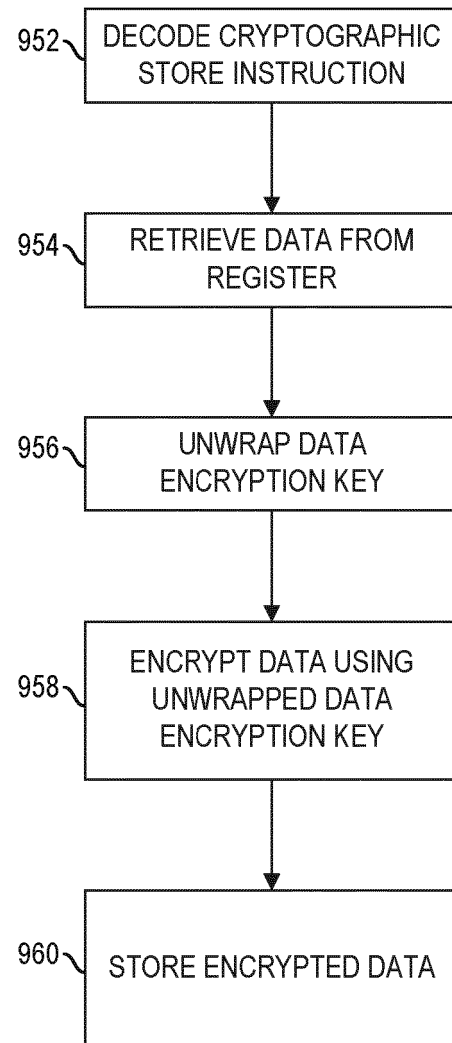 952
DECODE CRYPTOGRAPHIC
STORE INSTRUCTION
954
RETRIEVE DATA FROM
REGISTER
956
UNWRAP DATA
ENCRYPTION KEY
958
ENCRYPT DATA USING
UNWRAPPED DATA
ENCRYPTION KEY
960
STORE ENCRYPTED DATA